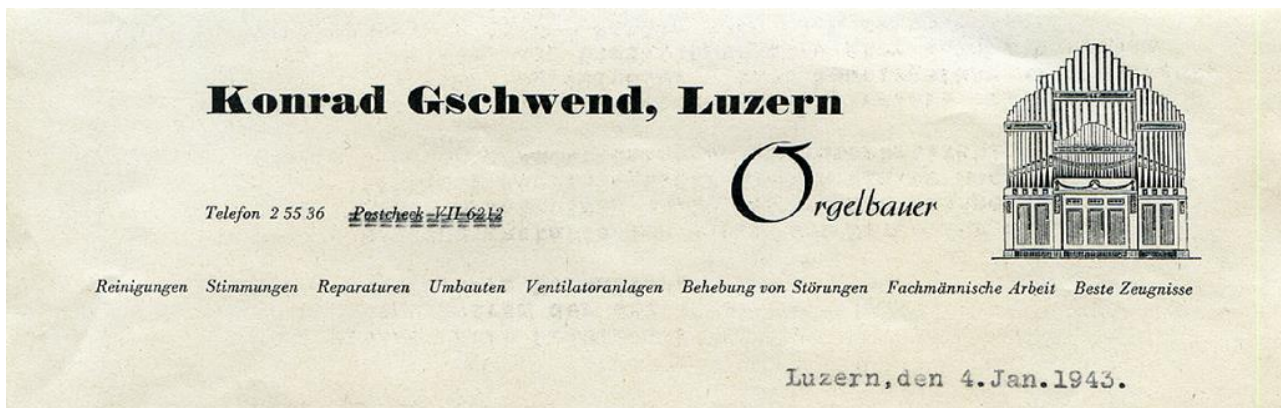 Konrad Gschwend, Luzern
Orgelbauer
Telefon 2 55 36 Postcheck VII 6212
Reinigungen Stimmungen Reparaturen Umbauten Ventilatoranlagen Behebung von Störungen Fachmännische Arbeit Beste Zeugnisse
Luzern,den 4.Jan.1943.